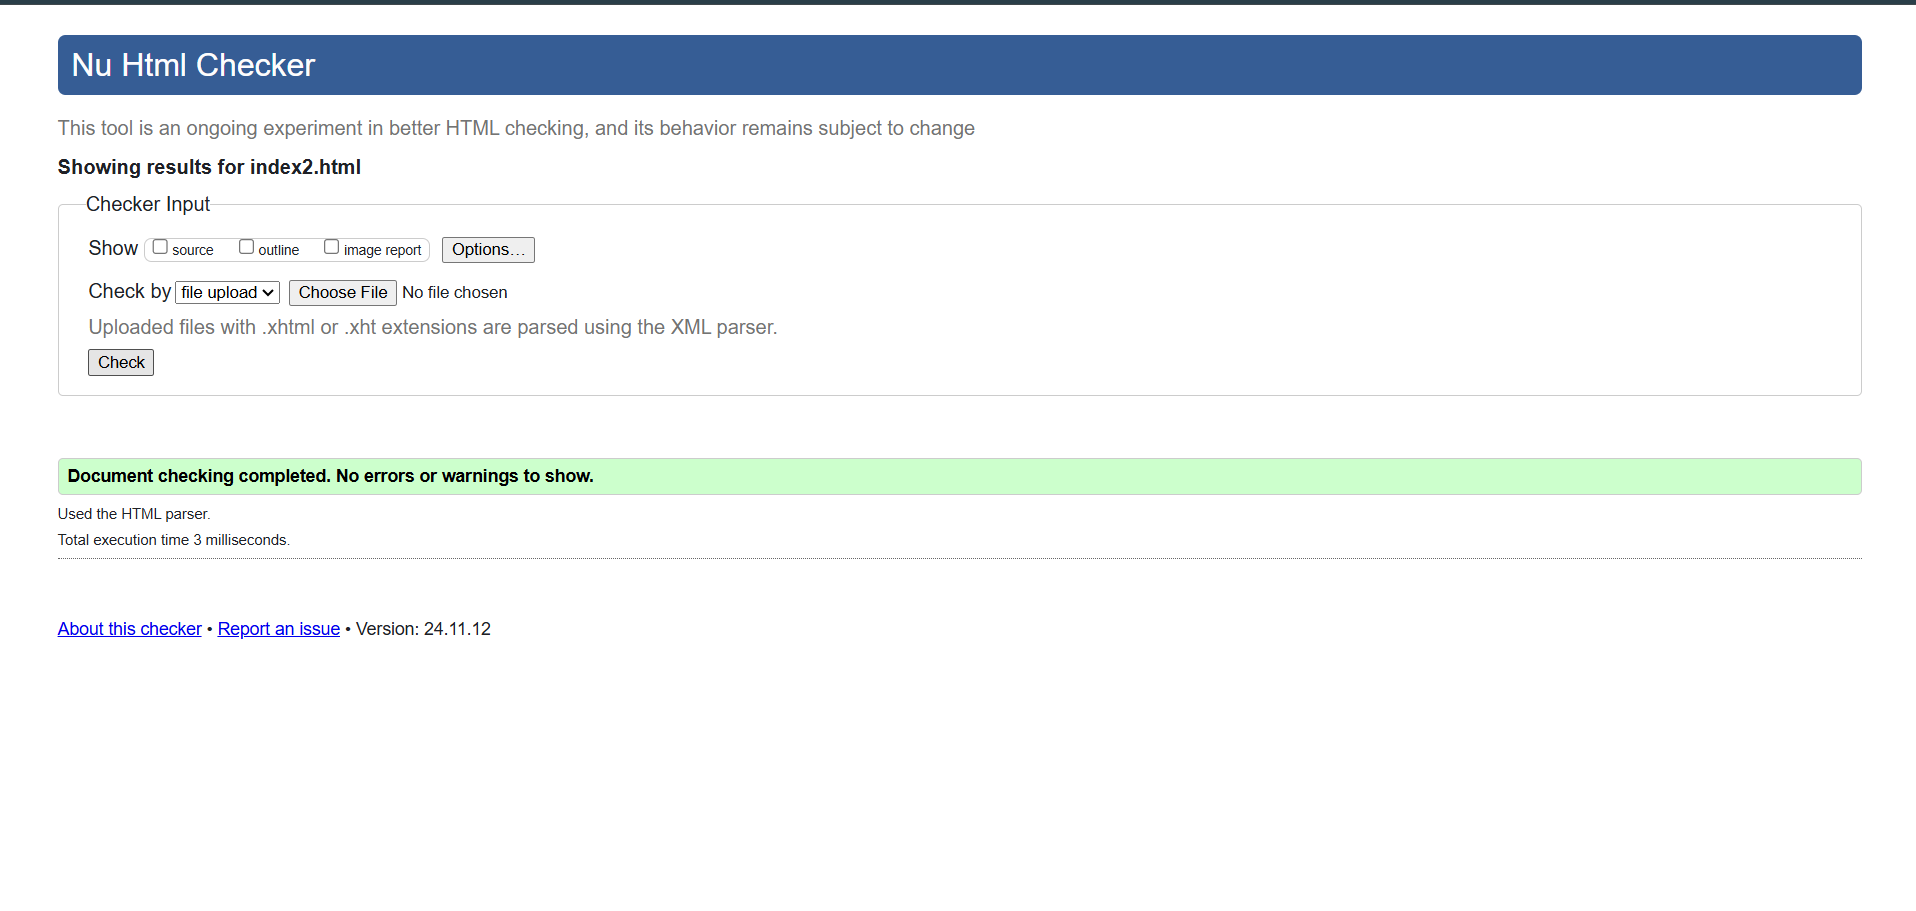 Nu Html Checker
This tool is an ongoing experiment in better HTML checking, and its behavior remains subject to change
Showing results for index2.html
Checker Input
Show source outline image report Options…
Check by file upload Choose File No file chosen
Uploaded files with .xhtml or .xht extensions are parsed using the XML parser.
Check
Document checking completed. No errors or warnings to show.
Used the HTML parser.
Total execution time 3 milliseconds.
About this checker • Report an issue • Version: 24.11.12